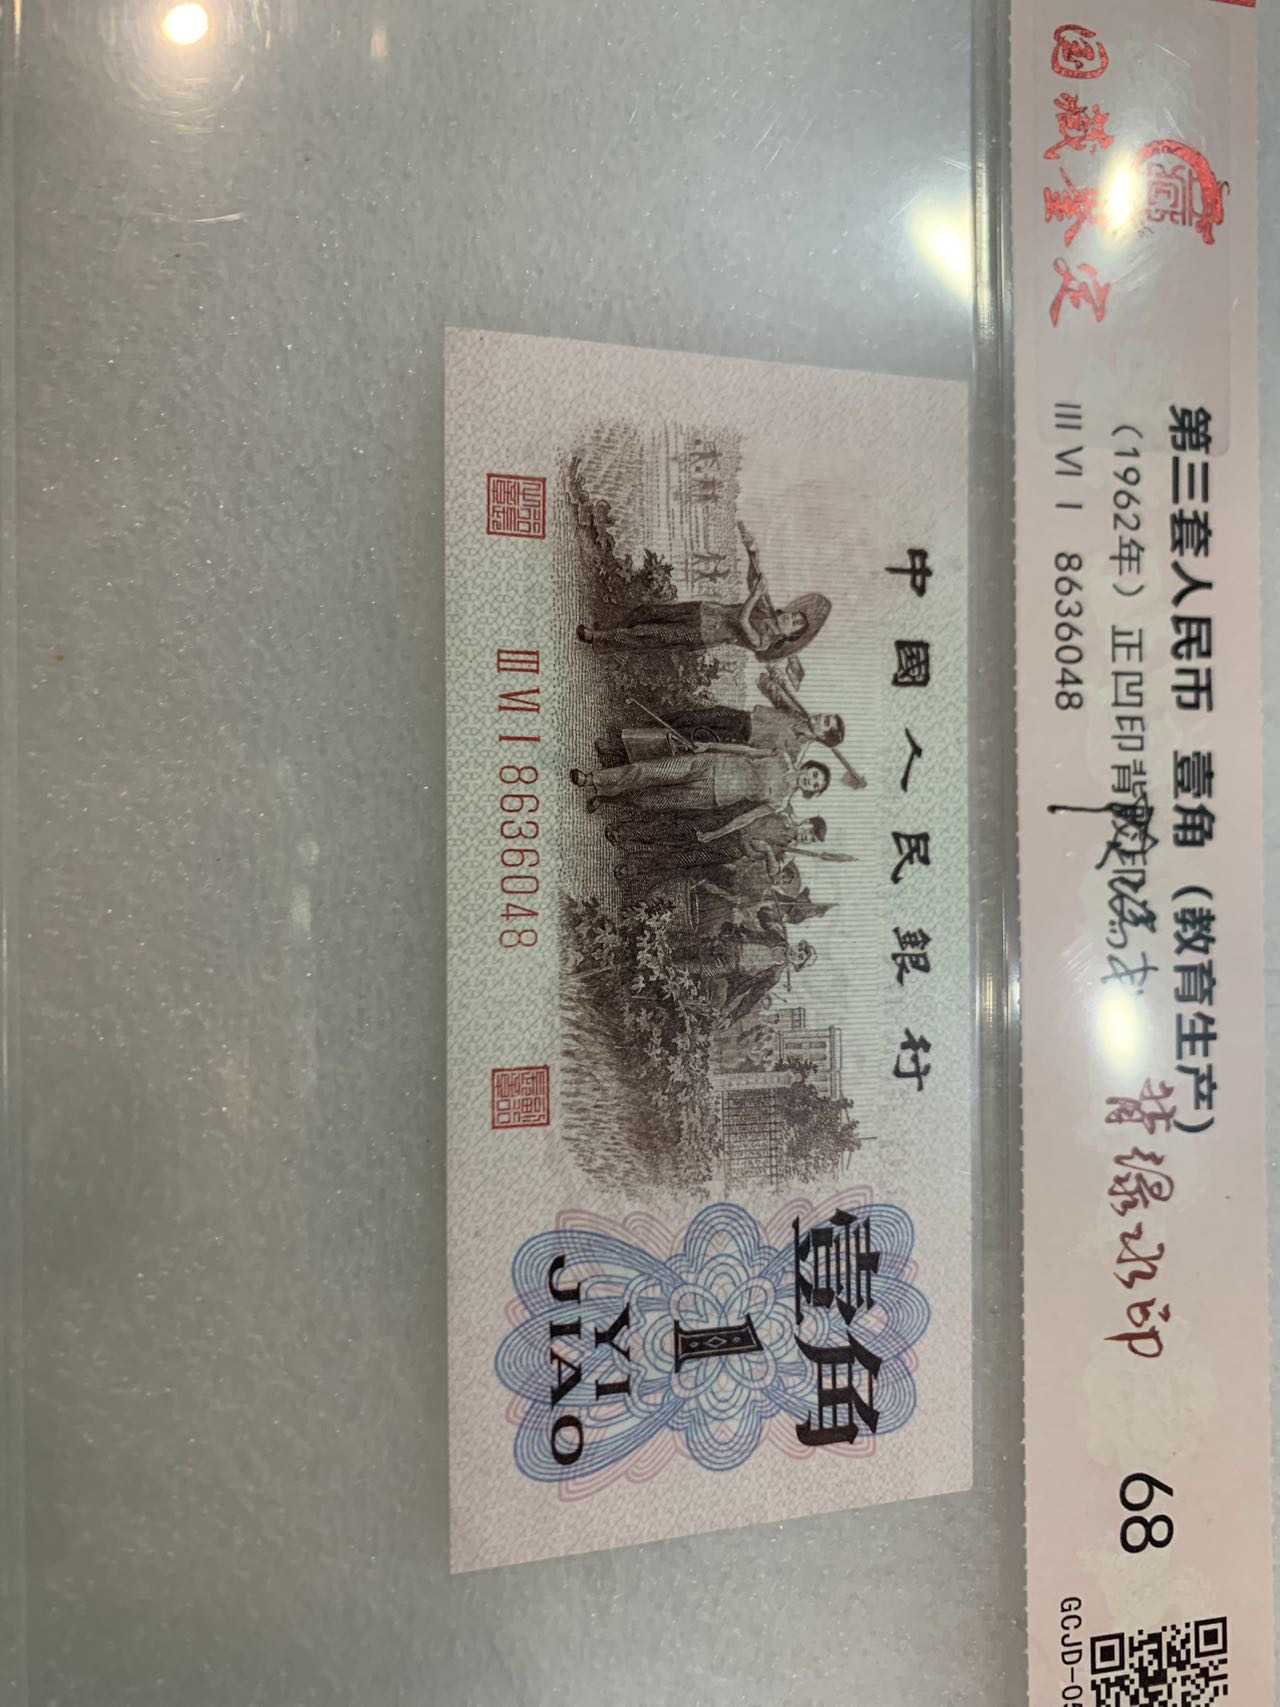 国藏鉴定
第三套人民币 壹角（教育生产）
（1962年）正凹印背
背绿水印
III VI I 8636048
68
GCJD-0
中國人民銀行
壹角
1
YI
JIAO
III VI I 8636048